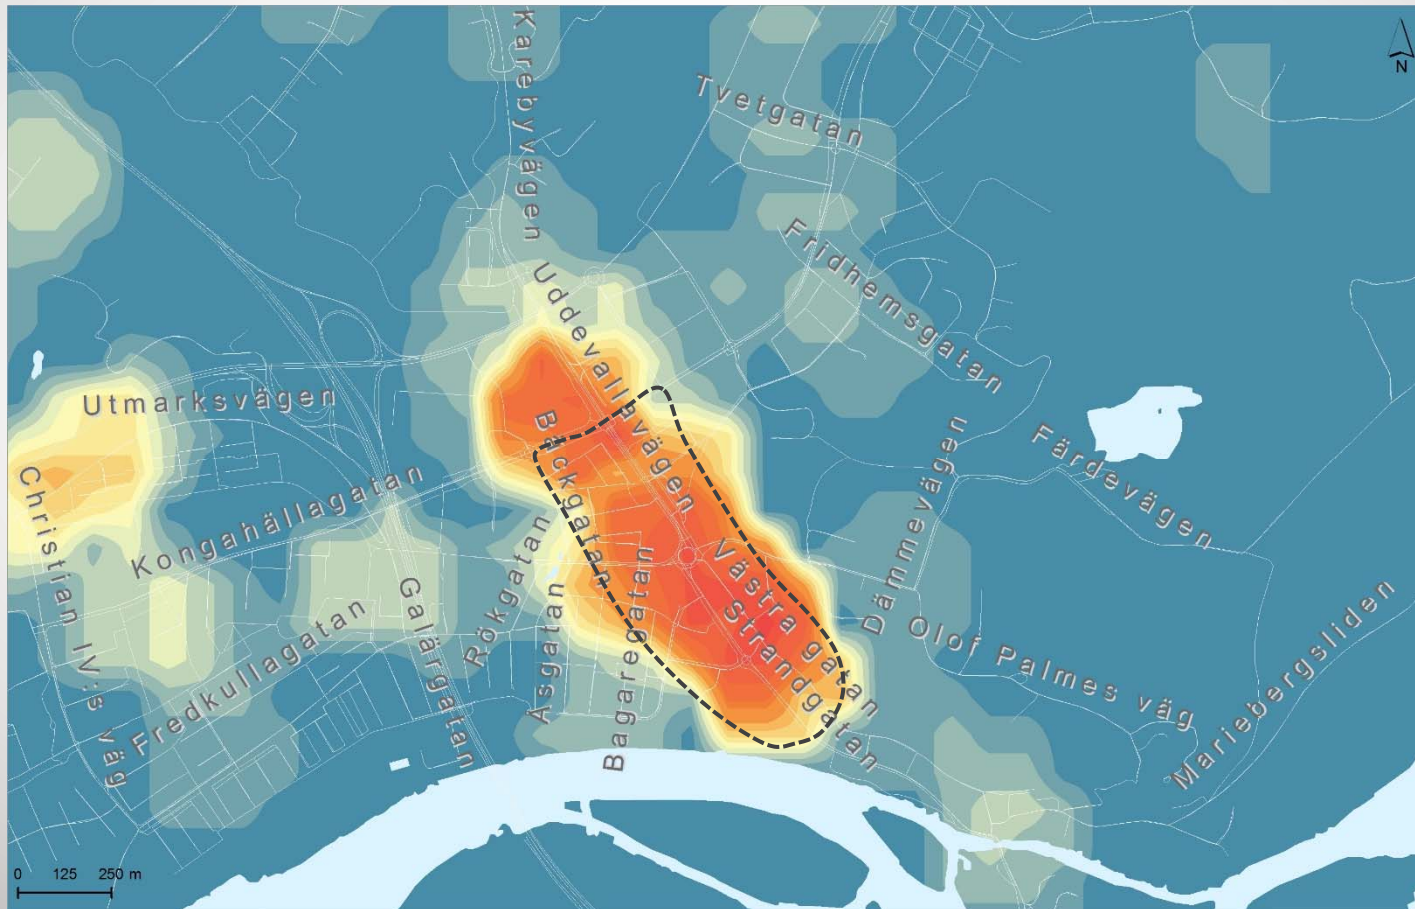 N
Karebyvägen
Tvetgatan
Fridhemsgatan
Uddevallavägen
Utmarksvägen
Bäckgatan
Christian IV:s väg
Kongahällagatan
Färdevägen
Dämmevägen
Rökgatan
Västra gatan
Strandgatan
Åsgatan
Bagaregatan
Galärgatan
Fredkullagatan
Olof Palmes väg
Mariebergsliden
0 125 250 m